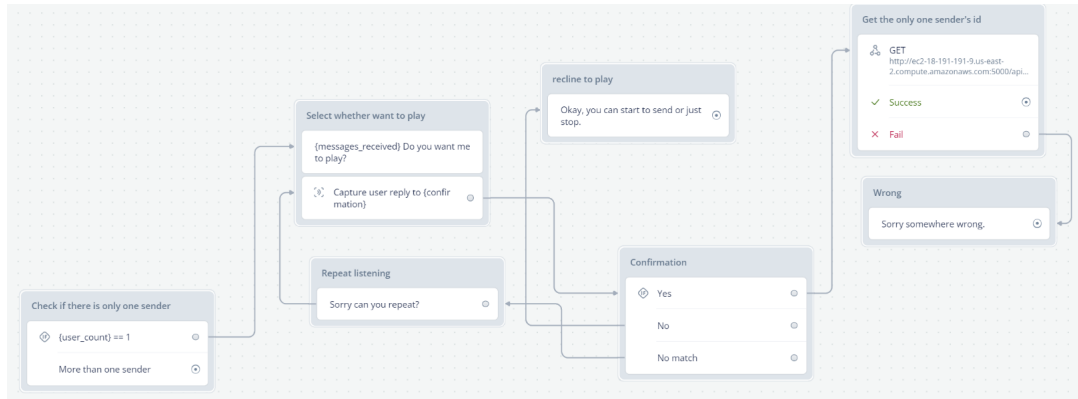 Check if there is only one sender
{user_count} == 1
More than one sender
Select whether want to play
{messages_received} Do you want me
to play?
Capture user reply to {confir
mation}
Repeat listening
Sorry can you repeat?
recline to play
Okay, you can start to send or just
stop.
Confirmation
Yes
No
No match
Get the only one sender's id
GET
http://ec2-18-191-191-9.us-east-
2.compute.amazonaws.com:5000/api...
Success
Fail
Wrong
Sorry somewhere wrong.